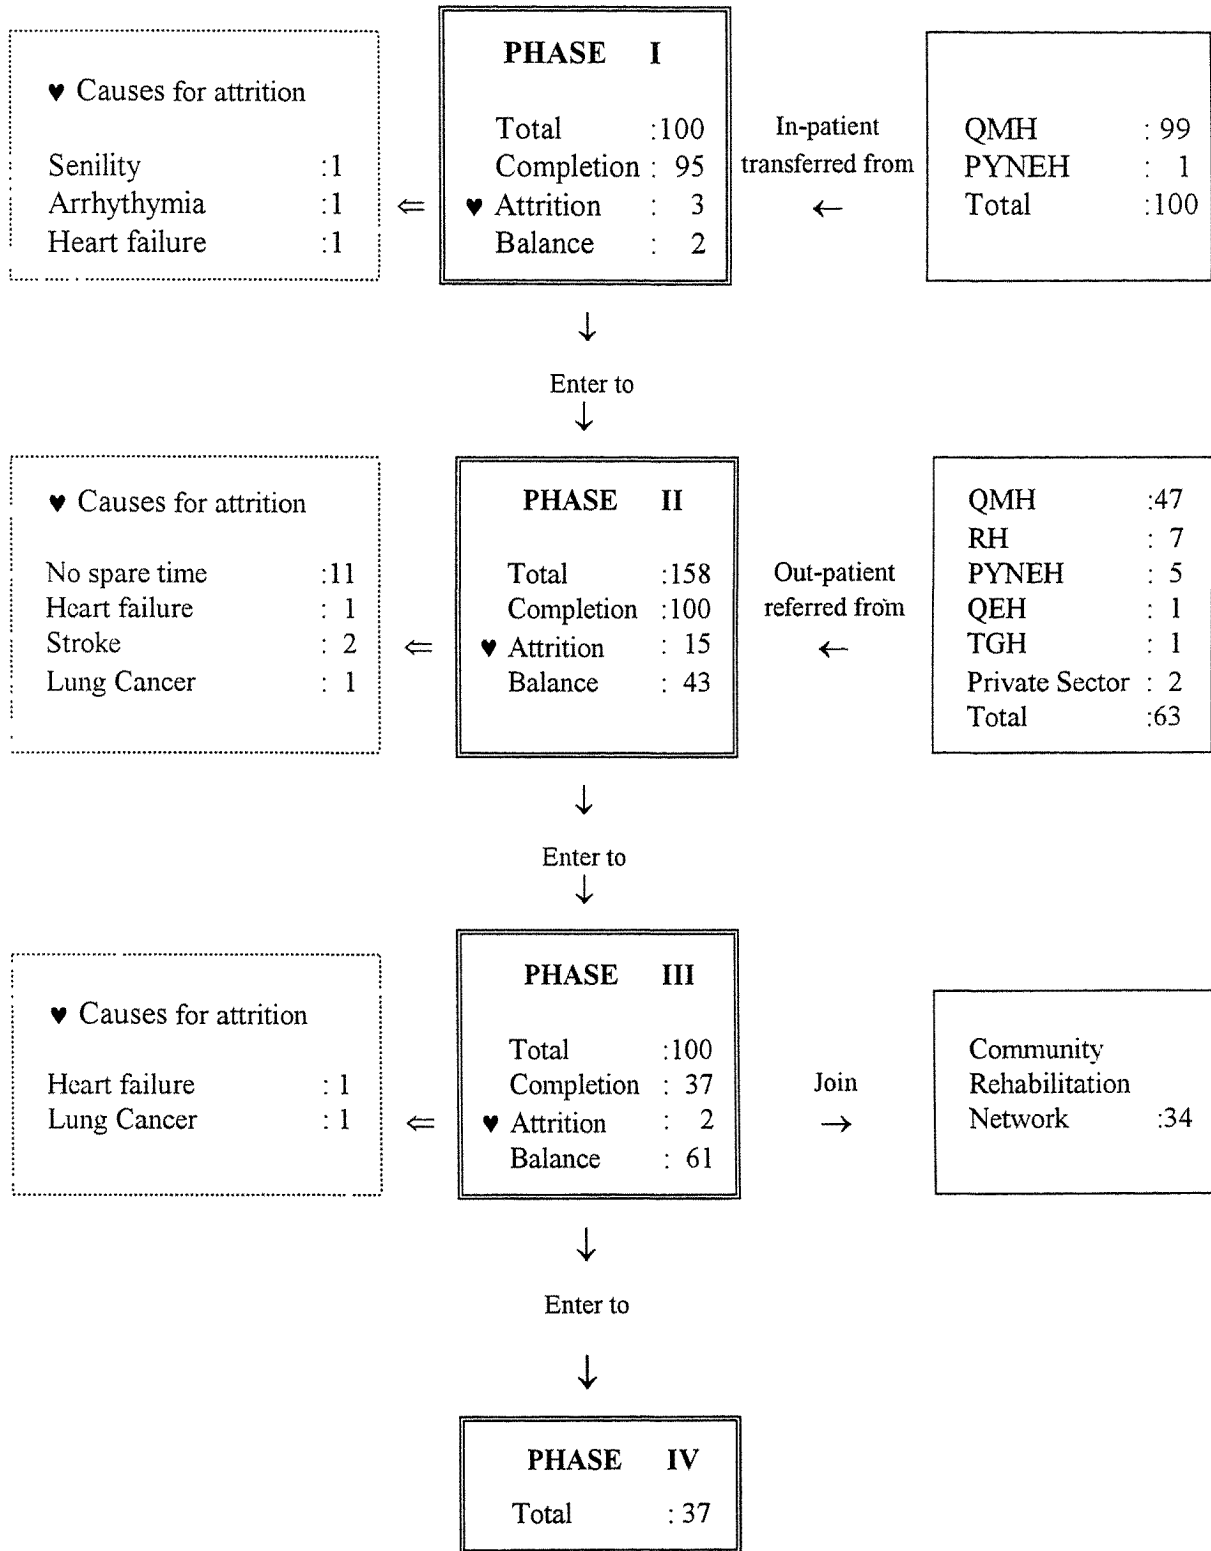 ♥ Causes for attrition
Senility :1
Arrhythymia :1
Heart failure :1
⇐
PHASE I
Total :100
Completion : 95
♥ Attrition : 3
Balance : 2
In-patient
transferred from
←
QMH : 99
PYNEH : 1
Total :100
↓
Enter to
↓
♥ Causes for attrition
No spare time :11
Heart failure : 1
Stroke : 2
Lung Cancer : 1
⇐
PHASE II
Total :158
Completion :100
♥ Attrition : 15
Balance : 43
Out-patient
referred from
←
QMH :47
RH : 7
PYNEH : 5
QEH : 1
TGH : 1
Private Sector : 2
Total :63
↓
Enter to
↓
♥ Causes for attrition
Heart failure : 1
Lung Cancer : 1
⇐
PHASE III
Total :100
Completion : 37
♥ Attrition : 2
Balance : 61
Join
→
Community
Rehabilitation
Network :34
↓
Enter to
↓
PHASE IV
Total : 37